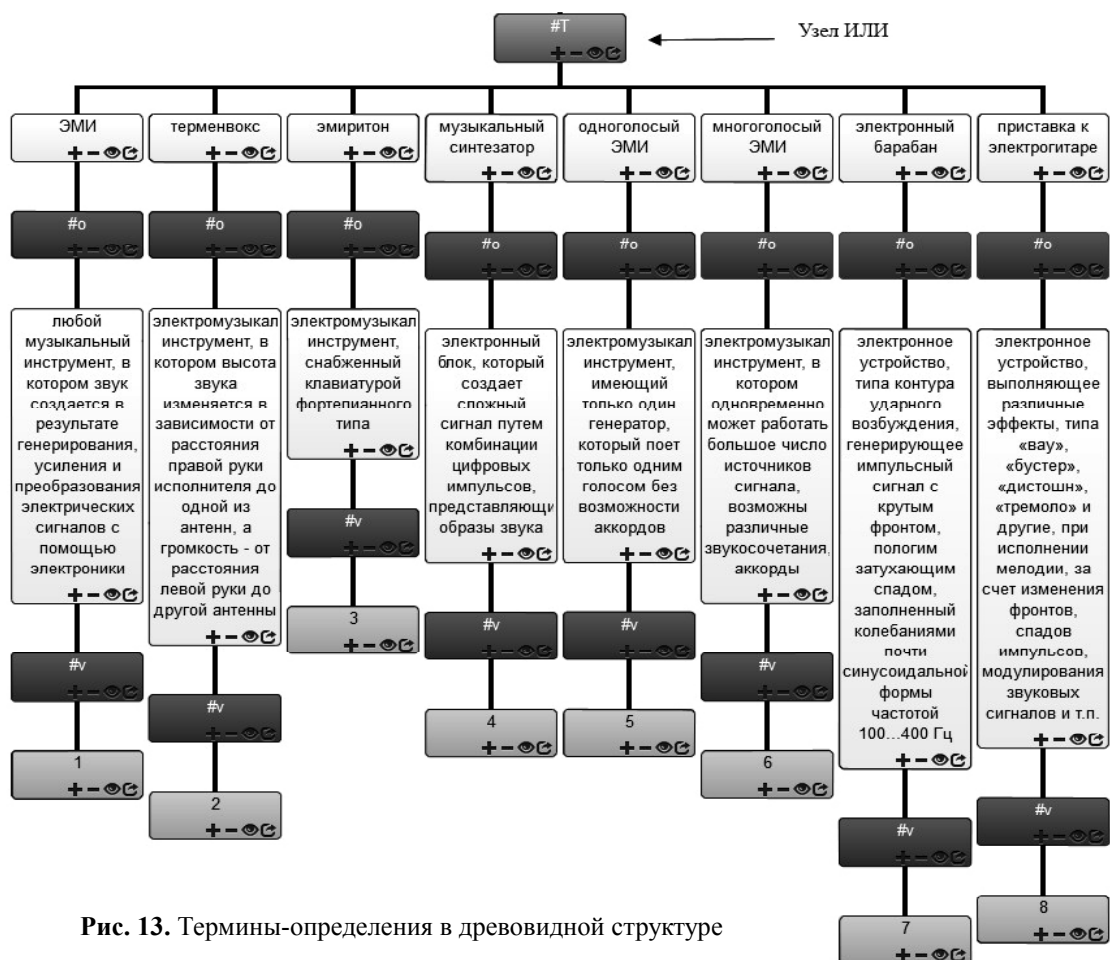 #T
Узел ИЛИ
ЭМИ
#o
любой
музыкальный
инструмент, в
котором звук
создается в
результате
генерирования,
усиления и
преобразования
электрических
сигналов с
помощью
электроники
#v
1
терменвокс
#o
электромузыкал
инструмент, в
котором высота
звука
изменяется в
зависимости от
расстояния
правой руки
исполнителя до
одной из
антенн, а
громкость - от
расстояния
левой руки до
другой антенны
#v
2
эмиритон
#o
электромузыкал
инструмент,
снабженный
клавиатурой
фортепианного
типа
#v
3
музыкальный
синтезатор
#o
электронный
блок, который
создает
сложный
сигнал путем
комбинации
цифровых
импульсов,
представляющи
образы звука
#v
4
одноголосый
ЭМИ
#o
электромузыкал
инструмент,
имеющий
только один
генератор,
который поет
только одним
голосом без
возможности
аккордов
#v
5
многоголосый
ЭМИ
#o
электромузыкал
инструмент, в
котором
одновременно
может работать
большое число
источников
сигнала,
возможны
различные
звукосочетания,
аккорды
#v
6
электронный
барабан
#o
электронное
устройство,
типа контура
ударного
возбуждения,
генерирующее
импульсный
сигнал с
крутым
фронтом,
пологим
затухающим
спадом,
заполненный
колебаниями
почти
синусоидальной
формы
частотой
100...400 Гц
#v
7
приставка к
электрогитаре
#o
электронное
устройство,
выполняющее
различные
эффекты, типа
«вау»,
«бустер»,
«дистошн»,
«тремоло» и
другие, при
исполнении
мелодии, за
счет изменения
фронтов,
спадов
импульсов,
модулирования
звуковых
сигналов и т.п.
#v
8
Рис. 13. Термины-определения в древовидной структуре